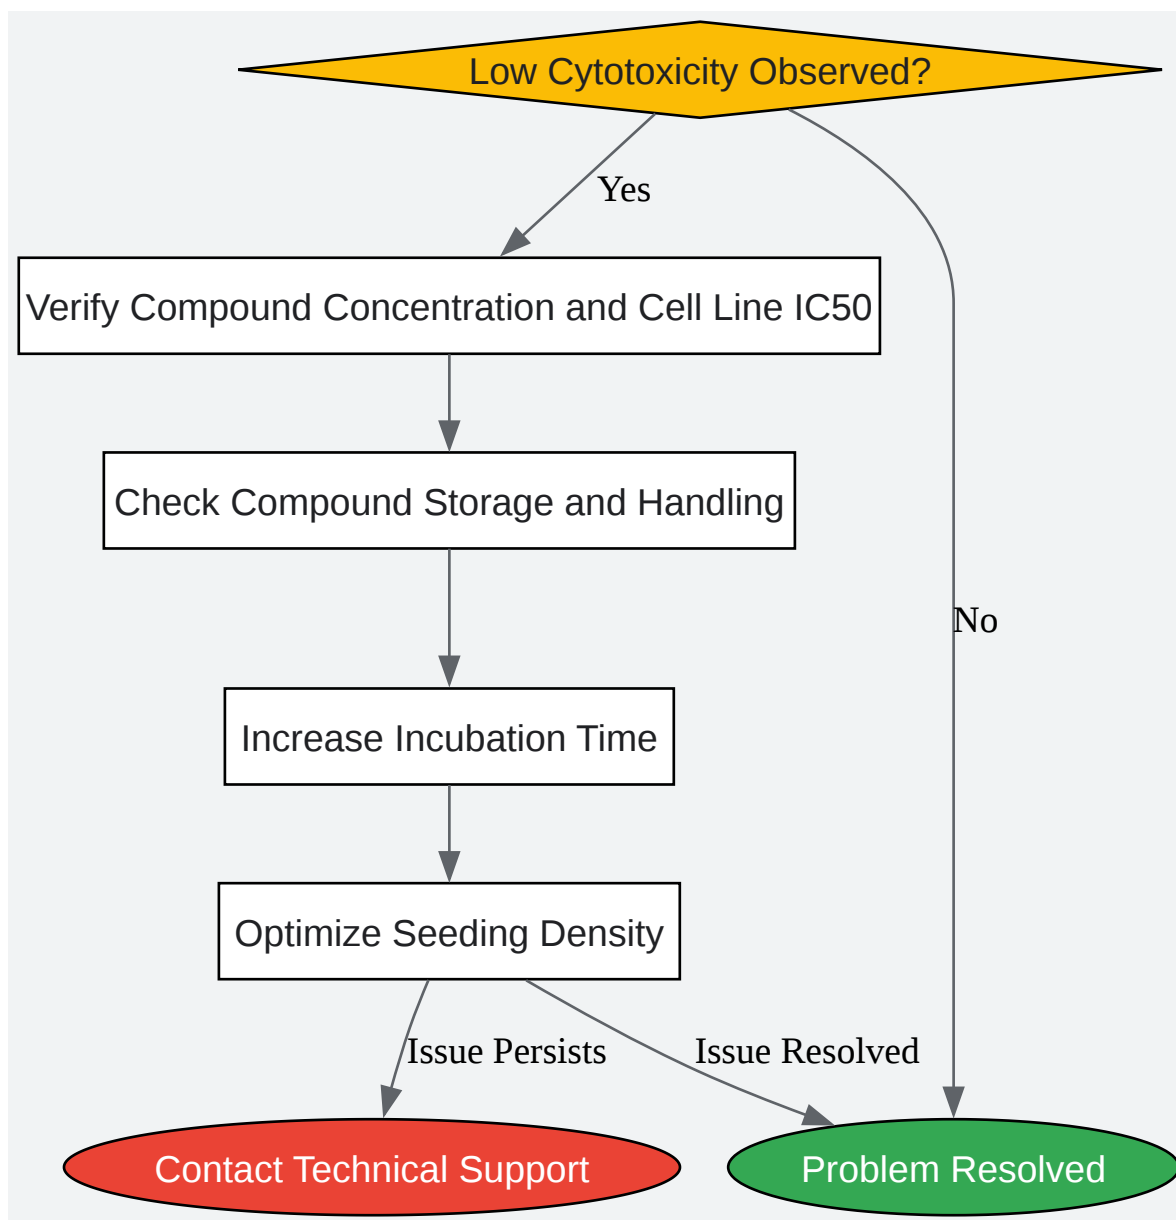 Low Cytotoxicity Observed?
Yes
Verify Compound Concentration and Cell Line IC50
Check Compound Storage and Handling
No
Increase Incubation Time
Optimize Seeding Density
Issue Persists
Issue Resolved
Contact Technical Support
Problem Resolved